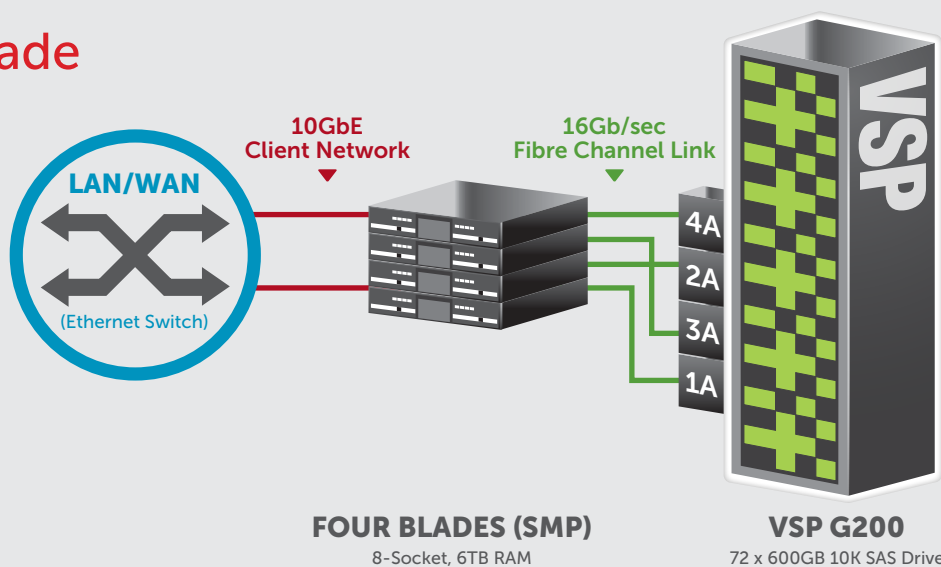 ade
10GbE
Client Network
16Gb/sec
Fibre Channel Link
LAN/WAN
(Ethernet Switch)
4A
2A
3A
1A
VSP
FOUR BLADES (SMP)
8-Socket, 6TB RAM
VSP G200
72 x 600GB 10K SAS Drive